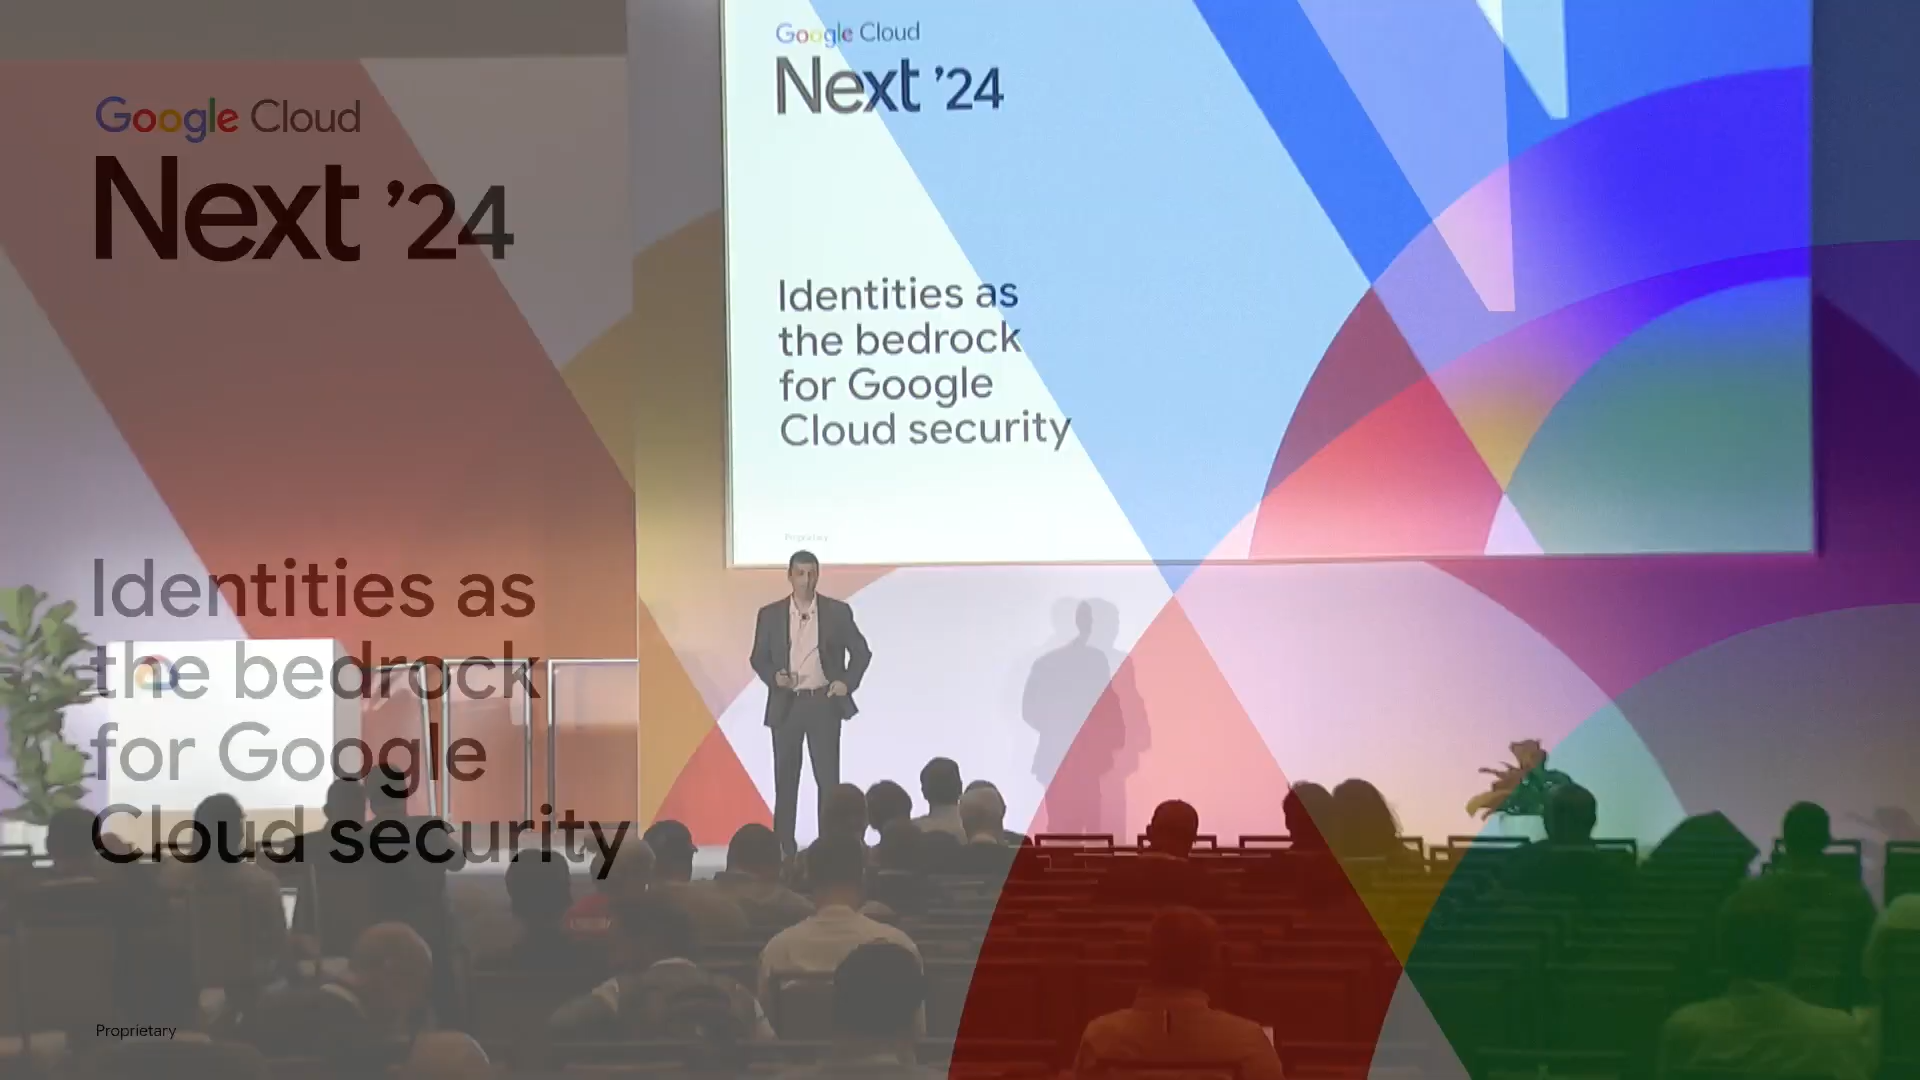 Google Cloud
Next ’24
Identities as
the bedrock
for Google
Cloud security
Proprietary
Google Cloud
Next ’24
Identities as
the bedrock
for Google
Cloud security
Proprietary